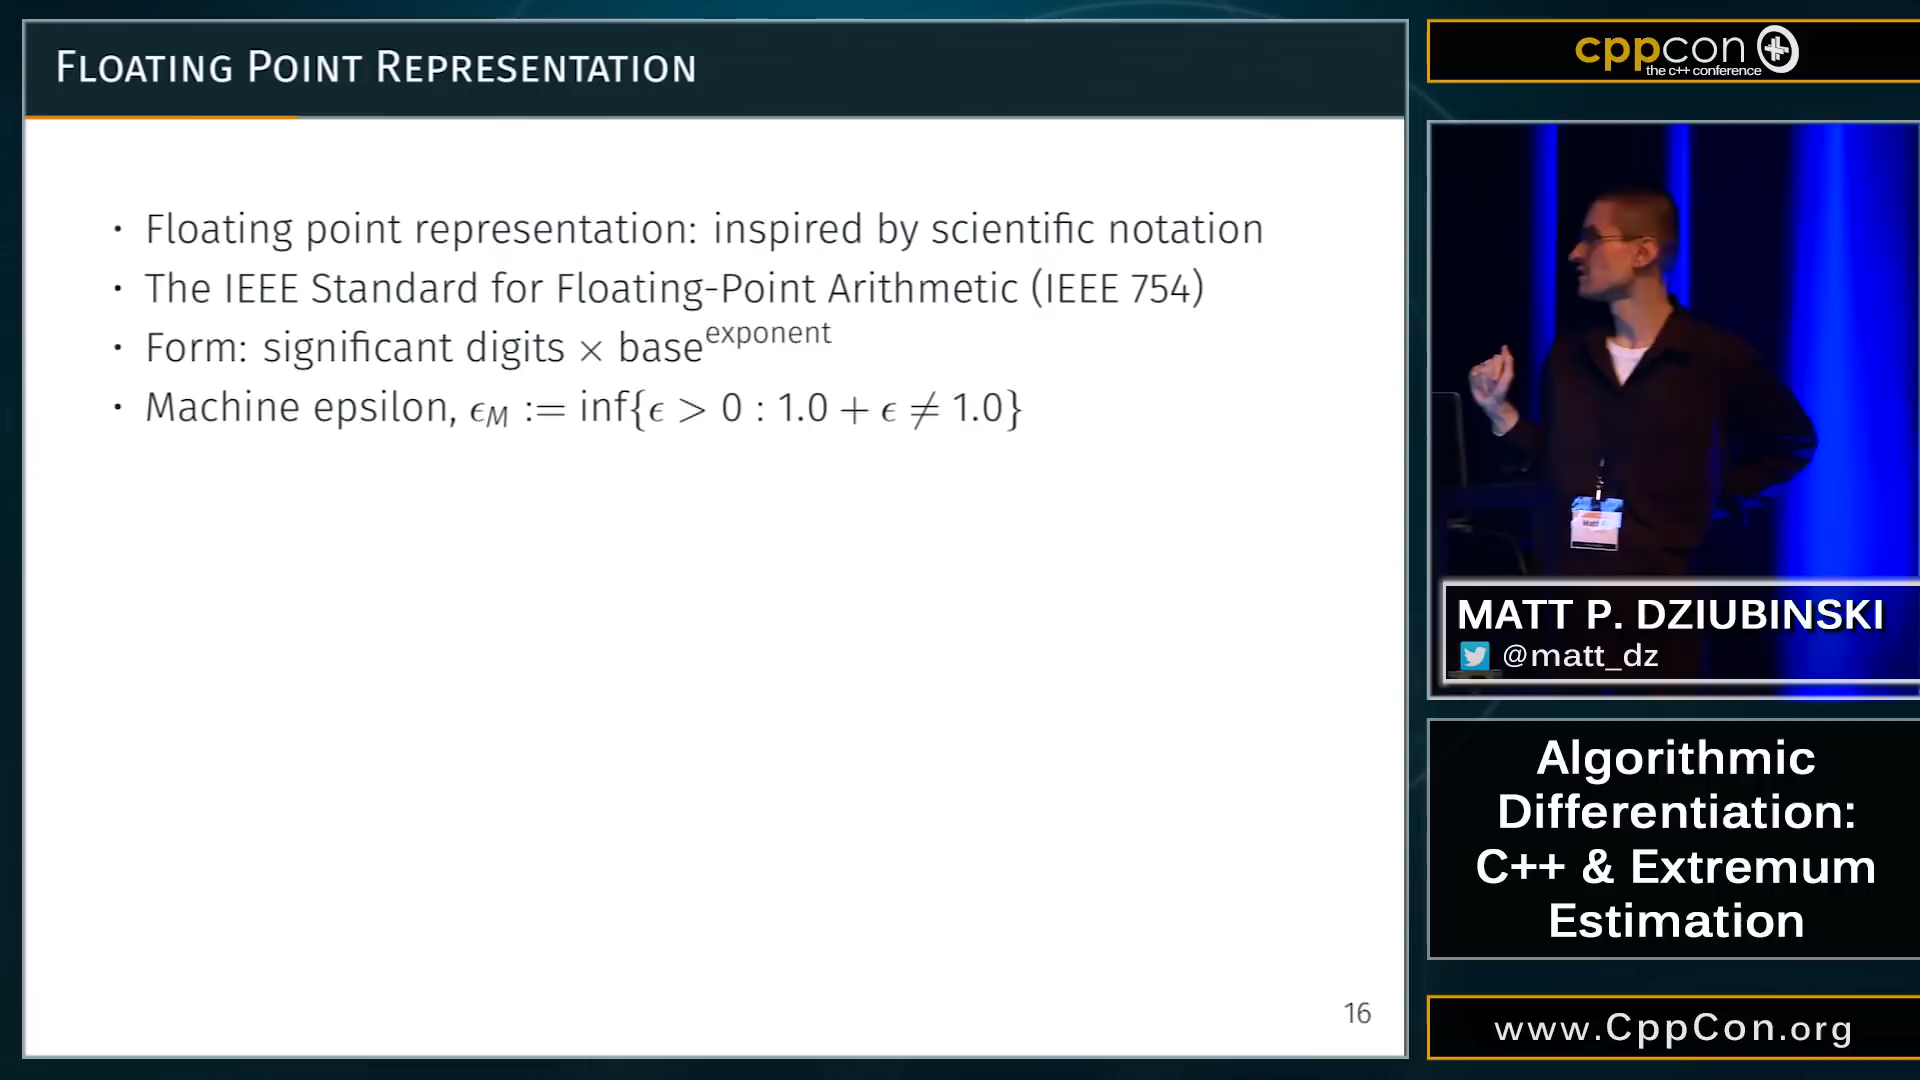 FLOATING POINT REPRESENTATION
· Floating point representation: inspired by scientific notation
· The IEEE Standard for Floating-Point Arithmetic (IEEE 754)
· Form: significant digits × base^exponent
· Machine epsilon, ϵ_M := inf{ϵ > 0 : 1.0 + ϵ ≠ 1.0}
16
cppcon
the c++ conference
Matt
MATT P. DZIUBINSKI
@matt_dz
Algorithmic
Differentiation:
C++ & Extremum
Estimation
www.CppCon.org